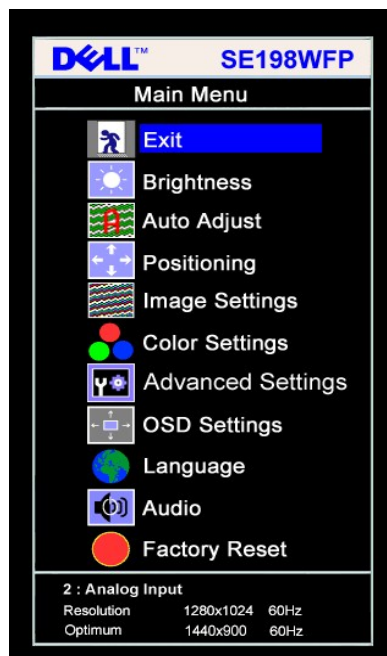 DELL™ SE198WFP
Main Menu
Exit
Brightness
A
Auto Adjust
Positioning
Image Settings
Color Settings
Advanced Settings
OSD Settings
Language
Audio
Factory Reset
2 : Analog Input
Resolution 1280x1024 60Hz
Optimum 1440x900 60Hz